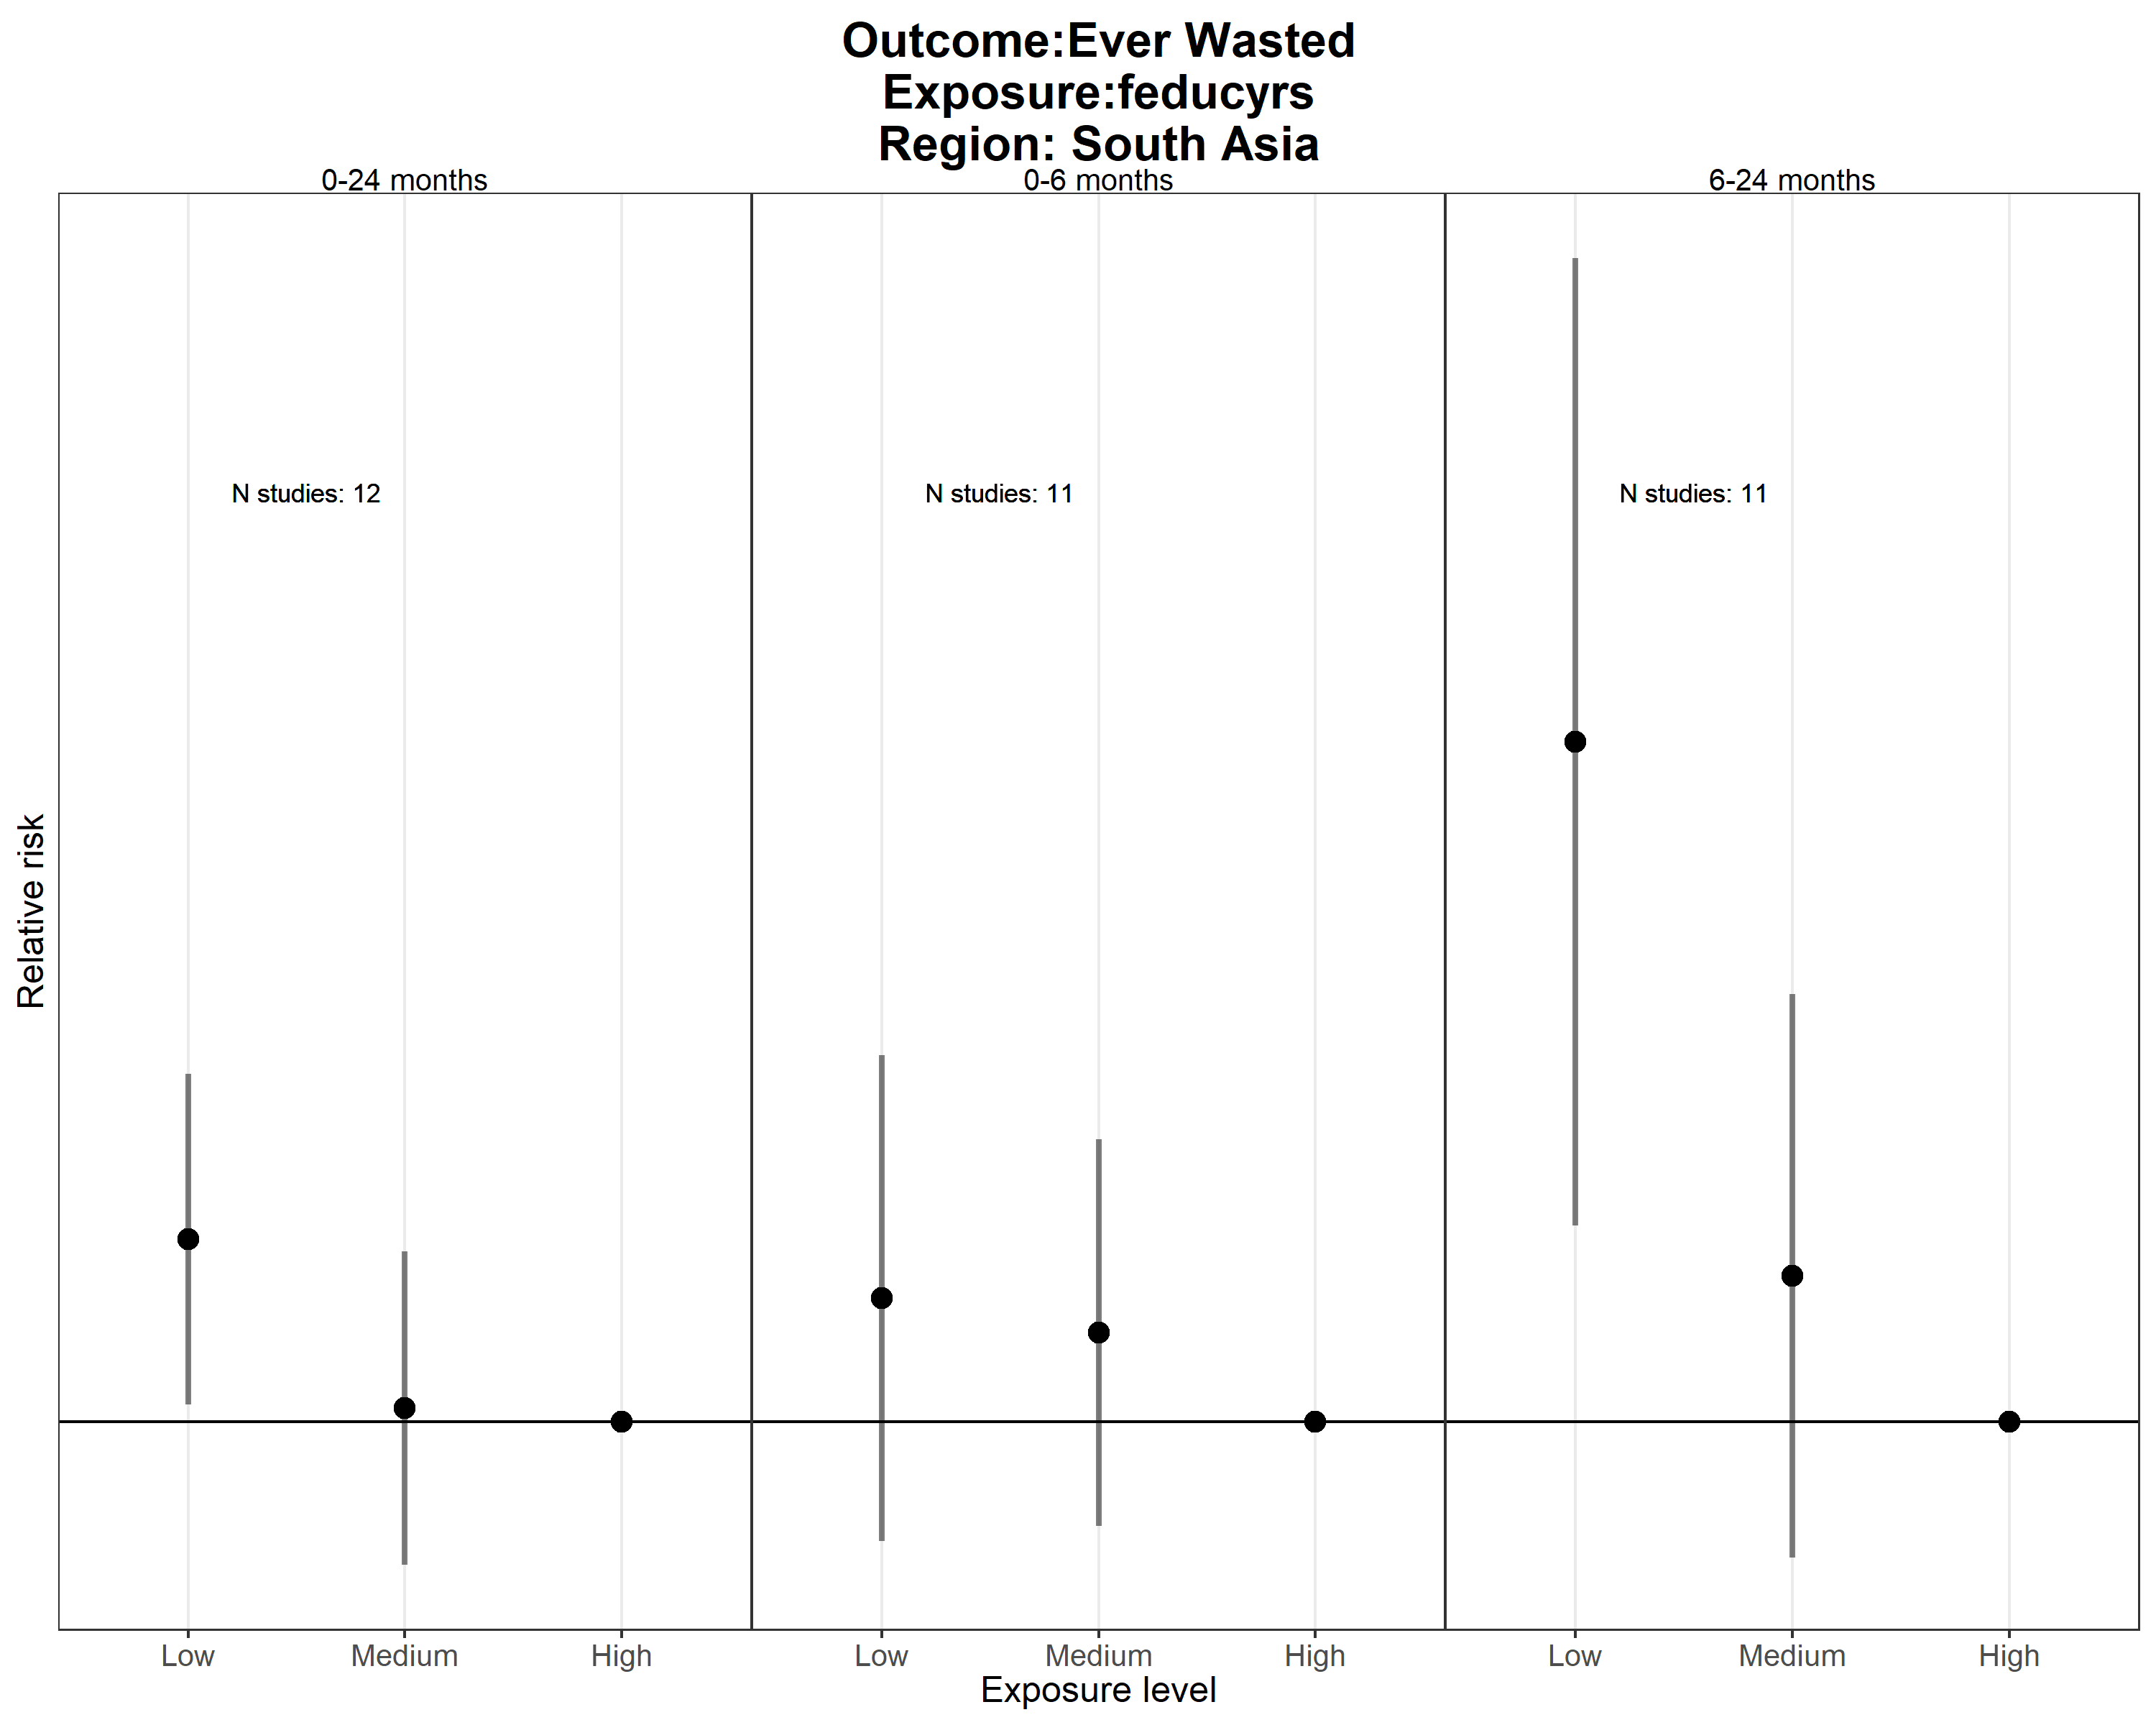 Outcome:Ever Wasted
Exposure:feducyrs
Region: South Asia
0-24 months
0-6 months
6-24 months
N studies: 12
N studies: 11
N studies: 11
Relative risk
Low
Medium
High
Low
Medium
High
Low
Medium
High
Exposure level